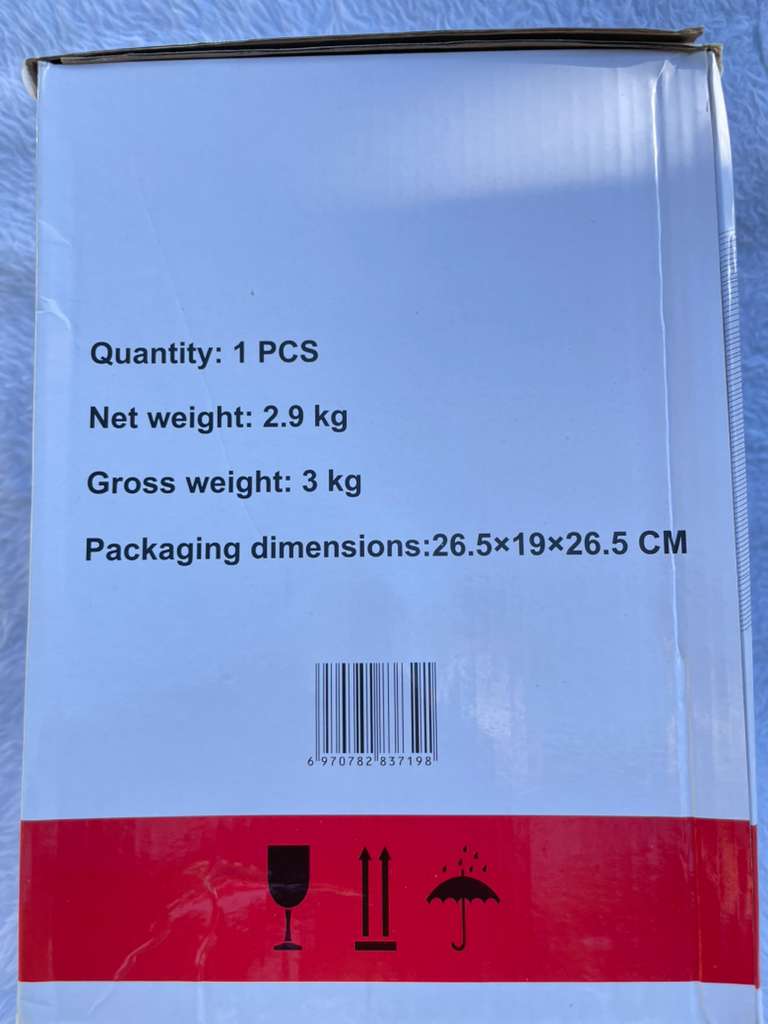 Quantity: 1 PCS
Net weight: 2.9 kg
Gross weight: 3 kg
Packaging dimensions:26.5×19×26.5 CM
6 970782 837198